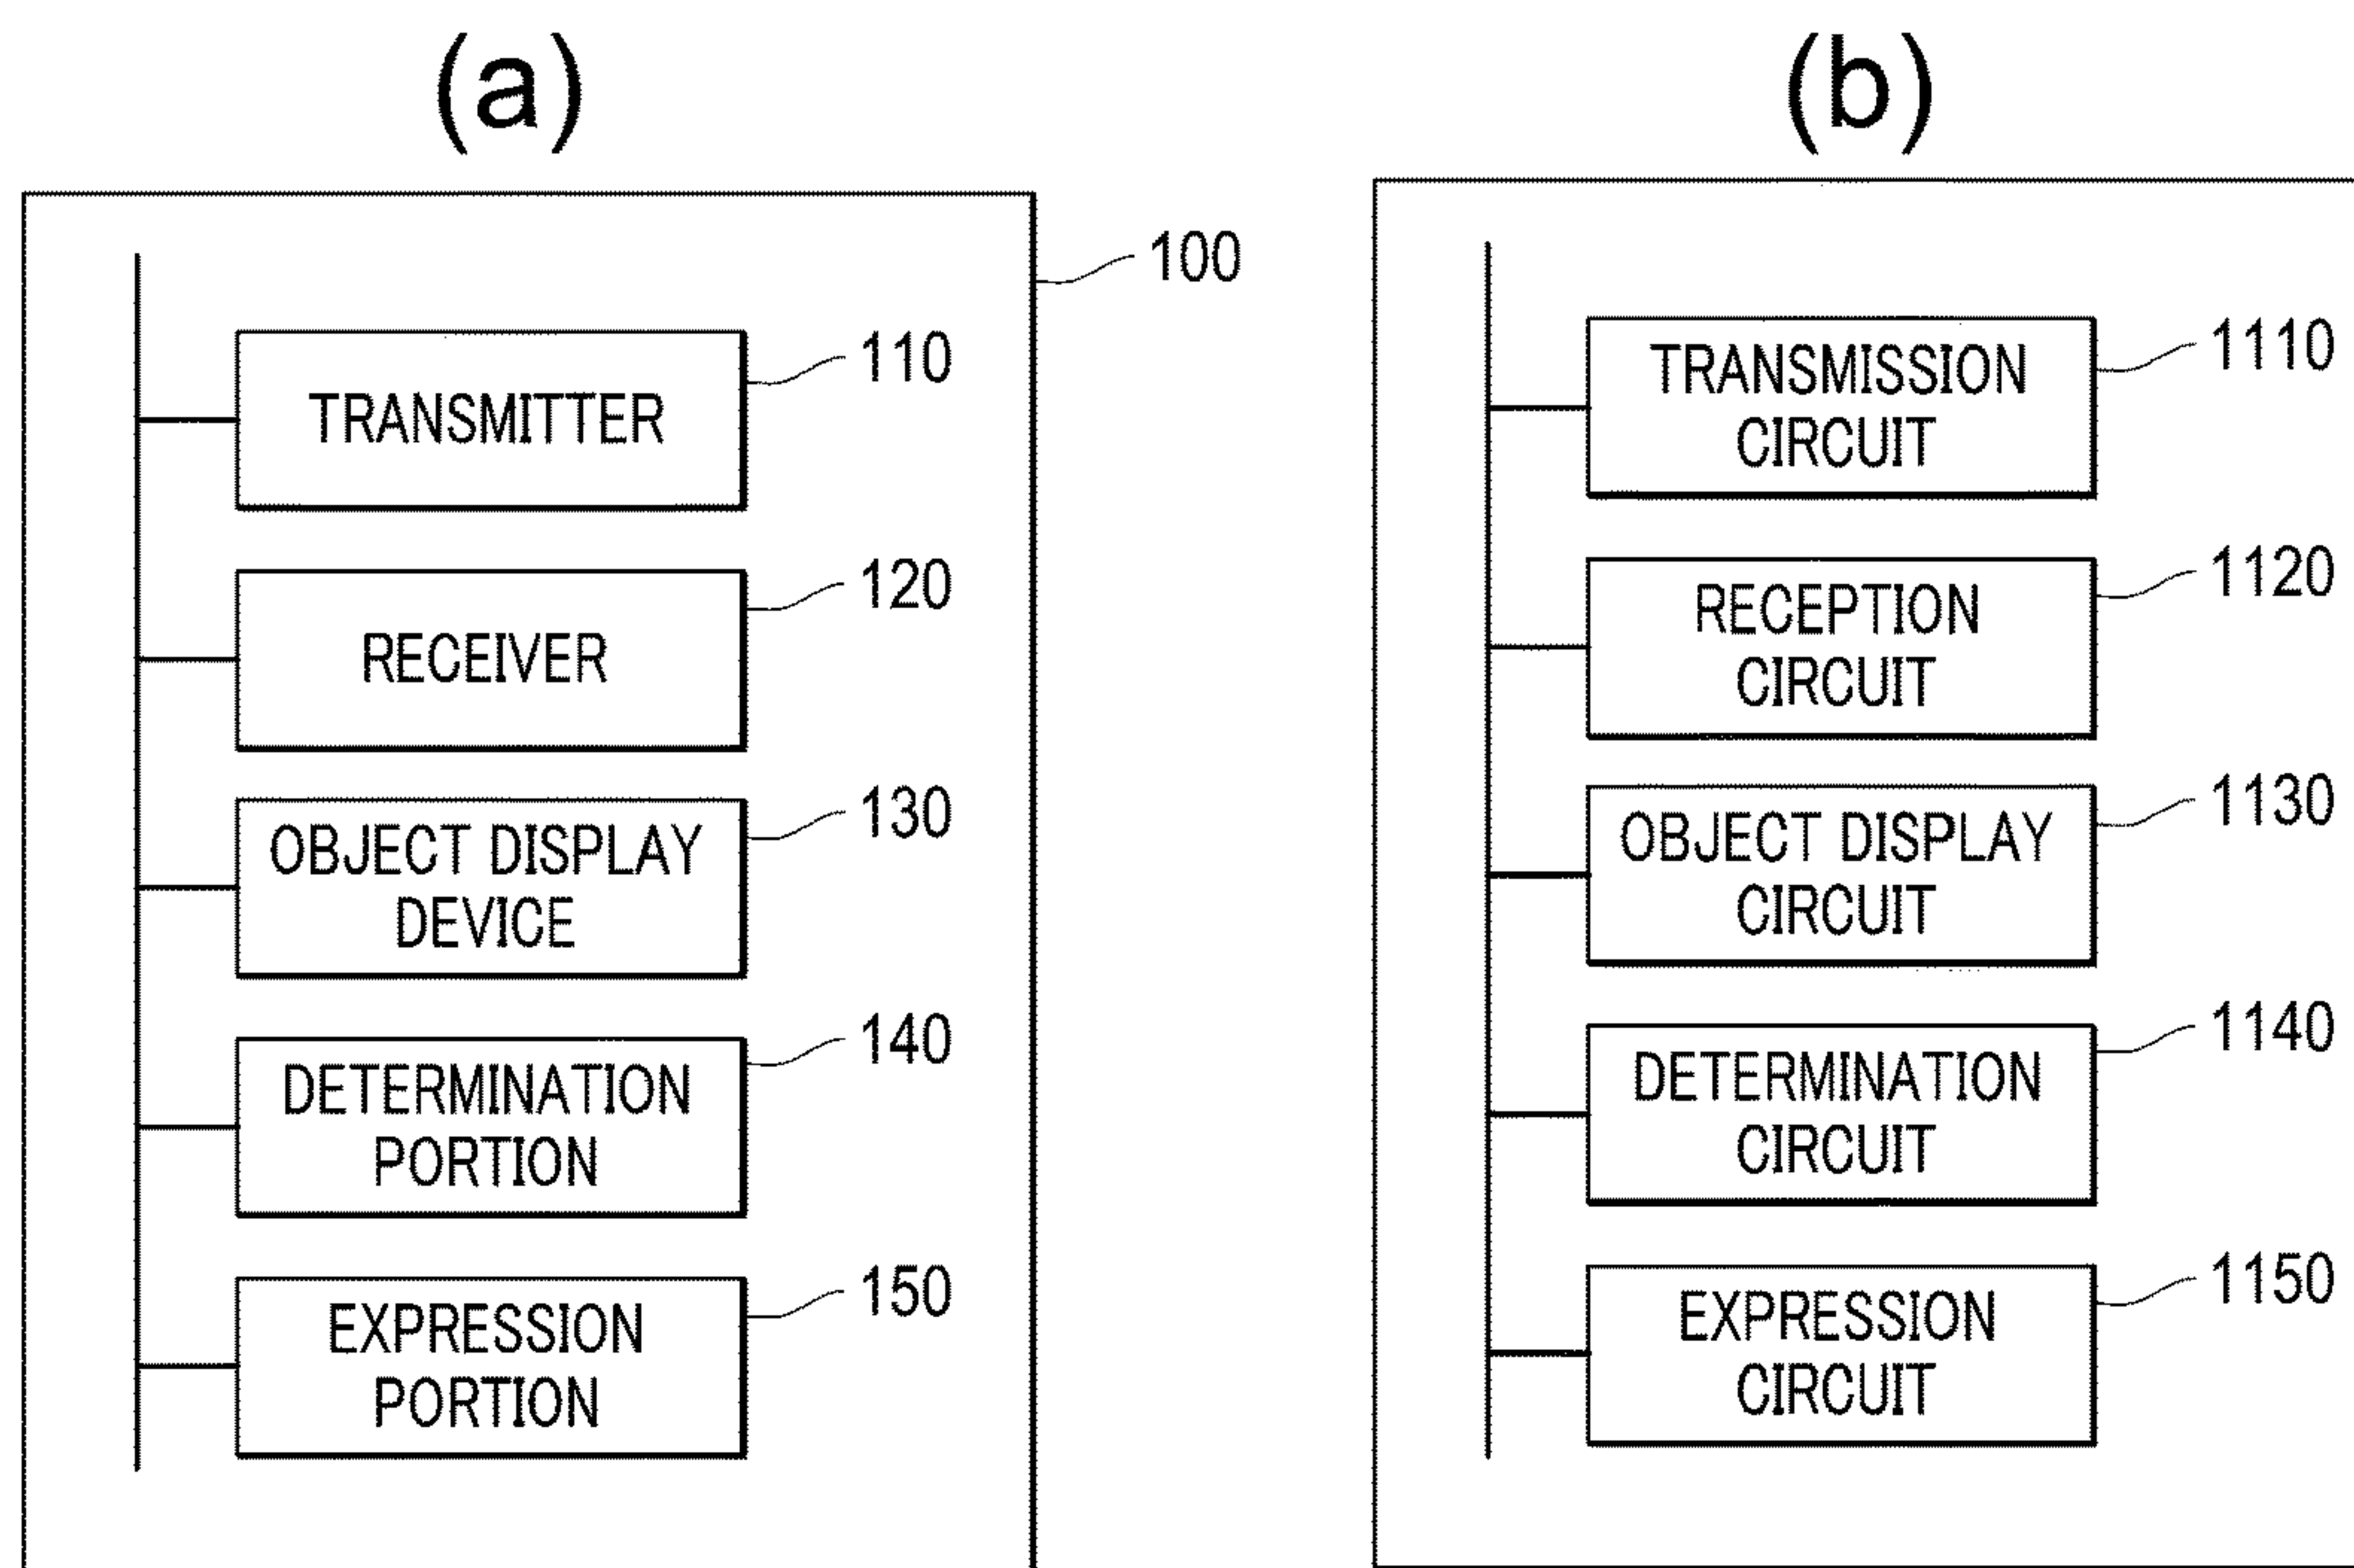 (a)
100
TRANSMITTER
110
RECEIVER
120
OBJECT DISPLAY
DEVICE
130
DETERMINATION
PORTION
140
EXPRESSION
PORTION
150
(b)
TRANSMISSION
CIRCUIT
1110
RECEPTION
CIRCUIT
1120
OBJECT DISPLAY
CIRCUIT
1130
DETERMINATION
CIRCUIT
1140
EXPRESSION
CIRCUIT
1150